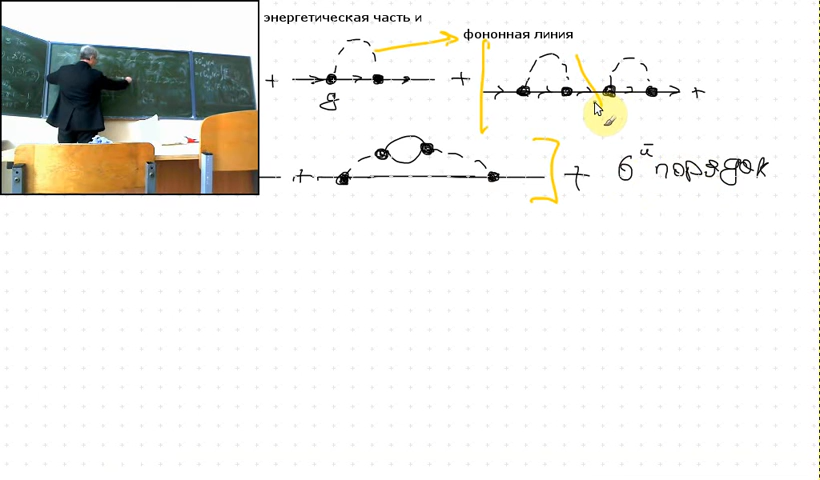 энергетическая часть и
фононная линия
+ + +
g
+ + 6й порядок